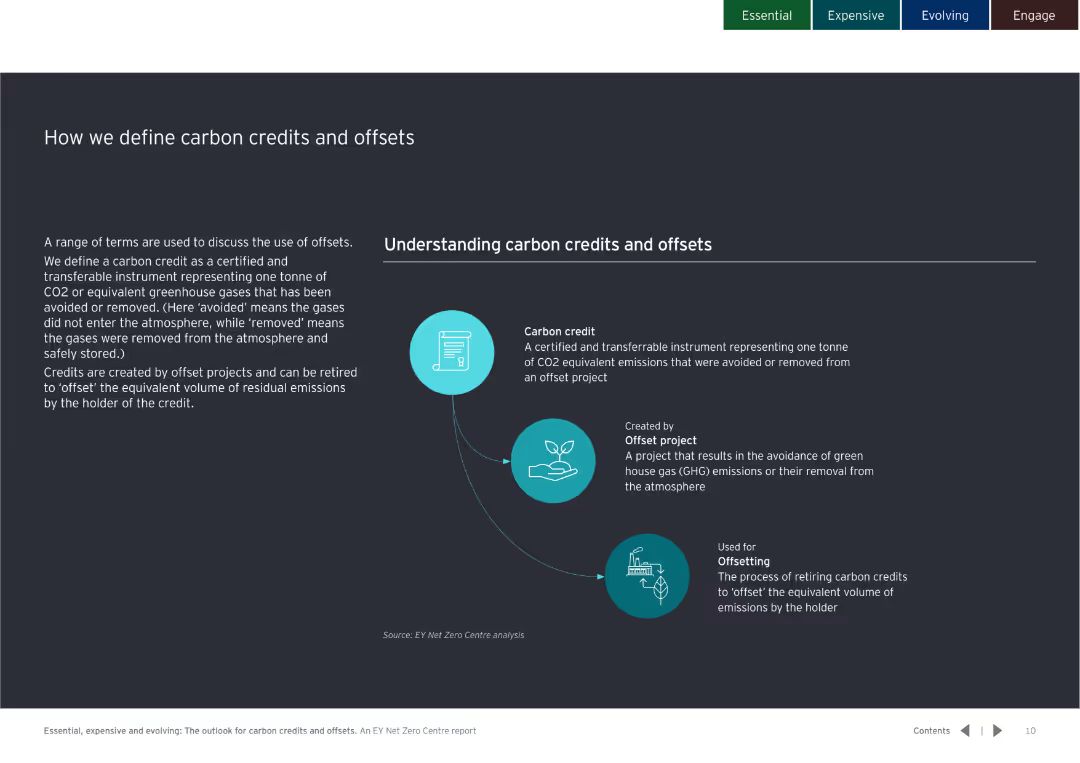 Essential
Expensive
Evolving
Engage
How we define carbon credits and offsets
A range of terms are used to discuss the use of offsets.
We define a carbon credit as a certified and
transferable instrument representing one tonne of
CO2 or equivalent greenhouse gases that has been
avoided or removed. (Here ‘avoided’ means the gases
did not enter the atmosphere, while ‘removed’ means
the gases were removed from the atmosphere and
safely stored.)
Credits are created by offset projects and can be retired
to ‘offset’ the equivalent volume of residual emissions
by the holder of the credit.
Understanding carbon credits and offsets
Carbon credit
A certified and transferrable instrument representing one tonne
of CO2 equivalent emissions that were avoided or removed from
an offset project
Created by
Offset project
A project that results in the avoidance of green
house gas (GHG) emissions or their removal from
the atmosphere
Used for
Offsetting
The process of retiring carbon credits
to ‘offset’ the equivalent volume of
emissions by the holder
Source: EY Net Zero Centre analysis
Essential, expensive and evolving: The outlook for carbon credits and offsets. An EY Net Zero Centre report
Contents | 10